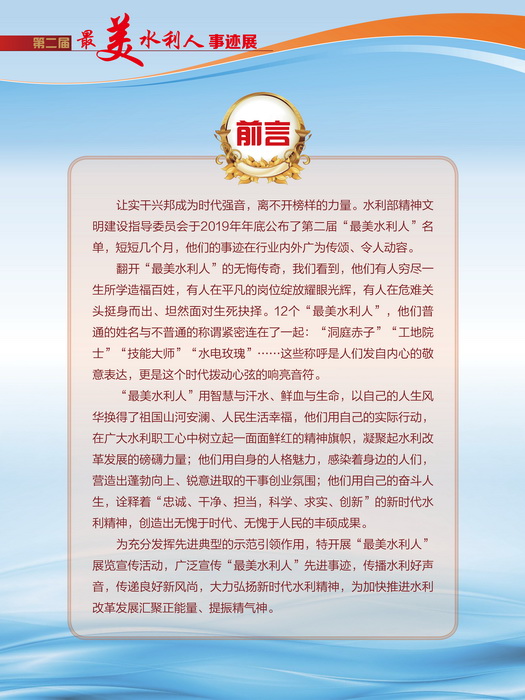 第二届 最美水利人 事迹展
前言
让实干兴邦成为时代强音，离不开榜样的力量。水利部精神文
明建设指导委员会于2019年年底公布了第二届“最美水利人”名
单，短短几个月，他们的事迹在行业内外广为传颂、令人动容。
翻开“最美水利人”的无悔传奇，我们看到，他们有人穷尽一
生所学造福百姓，有人在平凡的岗位绽放耀眼光辉，有人在危难关
头挺身而出、坦然面对生死抉择。12个“最美水利人”，他们普
通的姓名与不普通的称谓紧密连在了一起：“洞庭赤子”“工地院
士”“技能大师”“水电玫瑰”……这些称呼是人们发自内心的敬
意表达，更是这个时代拨动心弦的响亮音符。
“最美水利人”用智慧与汗水、鲜血与生命，以自己的人生风
华换得了祖国山河安澜、人民生活幸福，他们用自己的实际行动，
在广大水利职工心中树立起一面面鲜红的精神旗帜，凝聚起水利改
革发展的磅礴力量；他们用自身的人格魅力，感染着身边的人们，
营造出蓬勃向上、锐意进取的干事创业氛围；他们用自己的奋斗人
生，诠释着“忠诚、干净、担当，科学、求实、创新”的新时代水
利精神，创造出无愧于时代、无愧于人民的丰硕成果。
为充分发挥先进典型的示范引领作用，特开展“最美水利人”
展览宣传活动，广泛宣传“最美水利人”先进事迹，传播水利好声
音，传递良好新风尚，大力弘扬新时代水利精神，为加快推进水利
改革发展汇聚正能量、提振精气神。